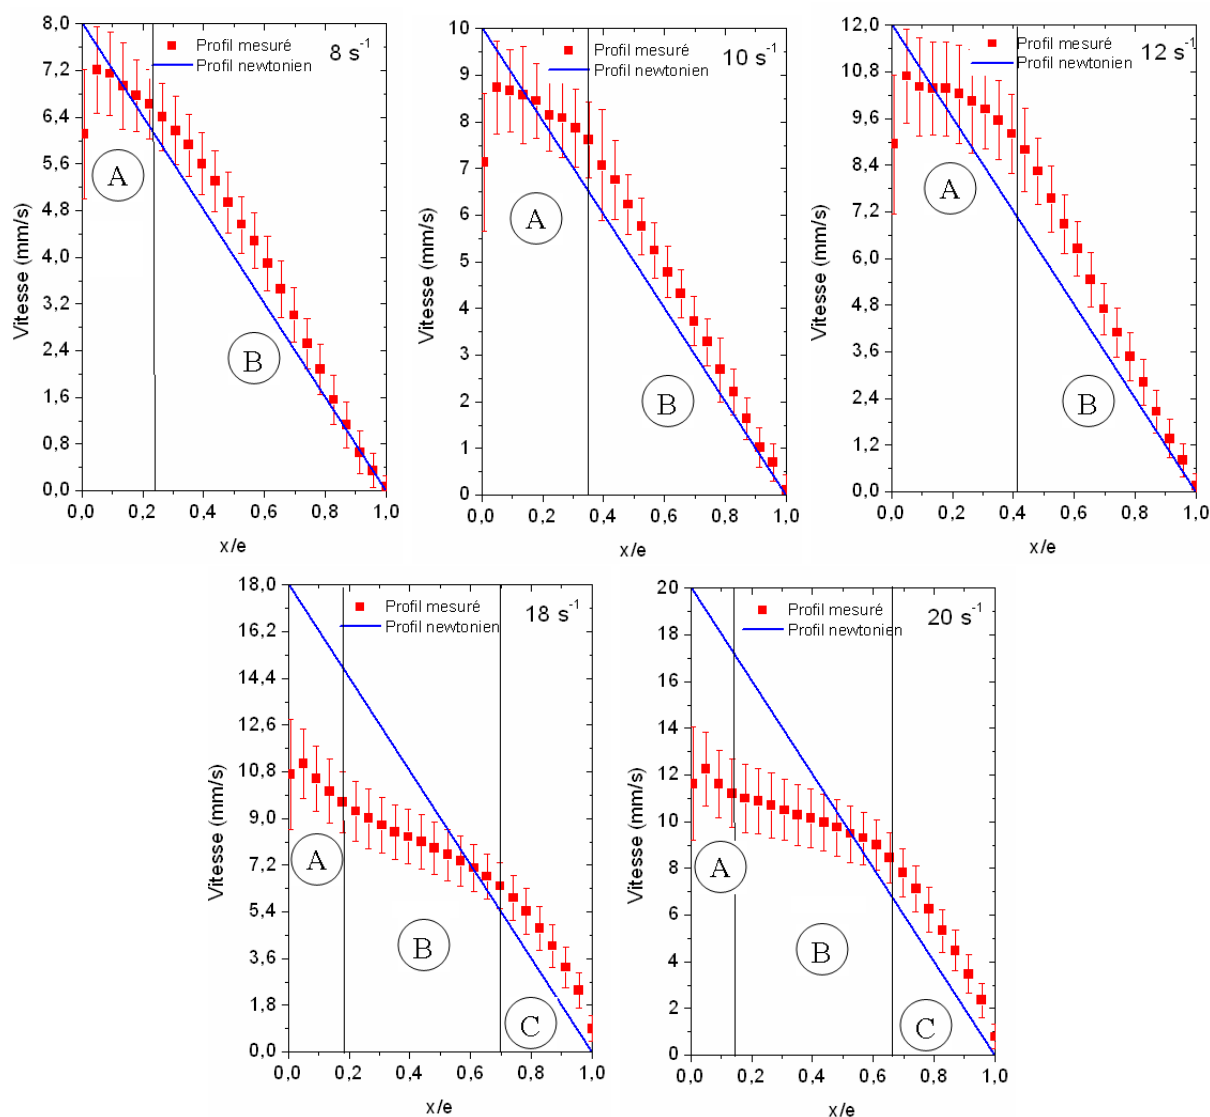 Profil mesuré
Profil newtonien
8 s⁻¹
8,0
7,2
6,4
5,6
4,8
4,0
3,2
2,4
1,6
0,8
0,0
Vitesse (mm/s)
A
B
0,0 0,2 0,4 0,6 0,8 1,0
x/e
Profil mesuré
Profil newtonien
10 s⁻¹
10
9
8
7
6
5
4
3
2
1
0
Vitesse (mm/s)
A
B
0,0 0,2 0,4 0,6 0,8 1,0
x/e
Profil mesuré
Profil newtonien
12 s⁻¹
12,0
10,8
9,6
8,4
7,2
6,0
4,8
3,6
2,4
1,2
0,0
Vitesse (mm/s)
A
B
0,0 0,2 0,4 0,6 0,8 1,0
x/e
Profil mesuré
Profil newtonien
18 s⁻¹
18,0
16,2
14,4
12,6
10,8
9,0
7,2
5,4
3,6
1,8
0,0
Vitesse (mm/s)
A
B
C
0,0 0,2 0,4 0,6 0,8 1,0
x/e
Profil mesuré
Profil newtonien
20 s⁻¹
20
18
16
14
12
10
8
6
4
2
0
Vitesse (mm/s)
A
B
C
0,0 0,2 0,4 0,6 0,8 1,0
x/e